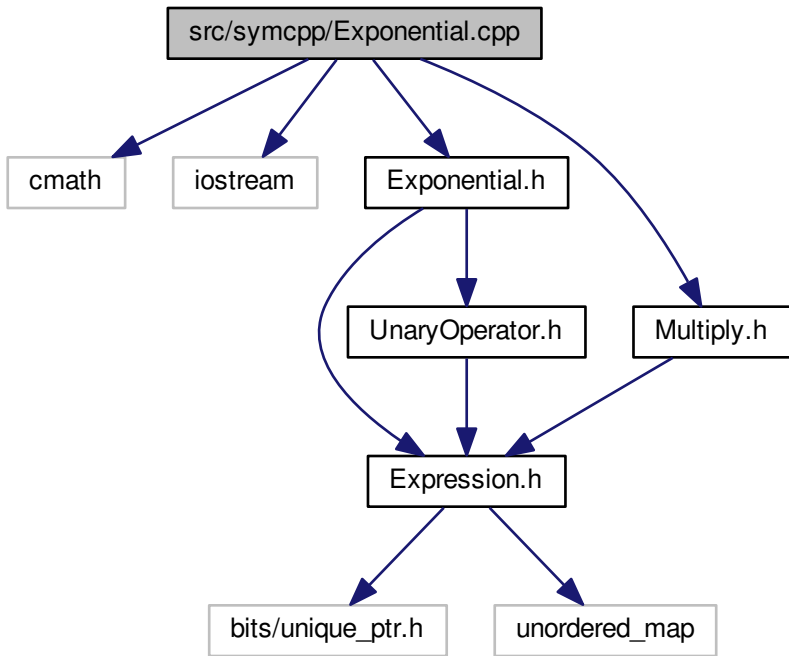 src/symcpp/Exponential.cpp
cmath
iostream
Exponential.h
UnaryOperator.h
Multiply.h
Expression.h
bits/unique_ptr.h
unordered_map